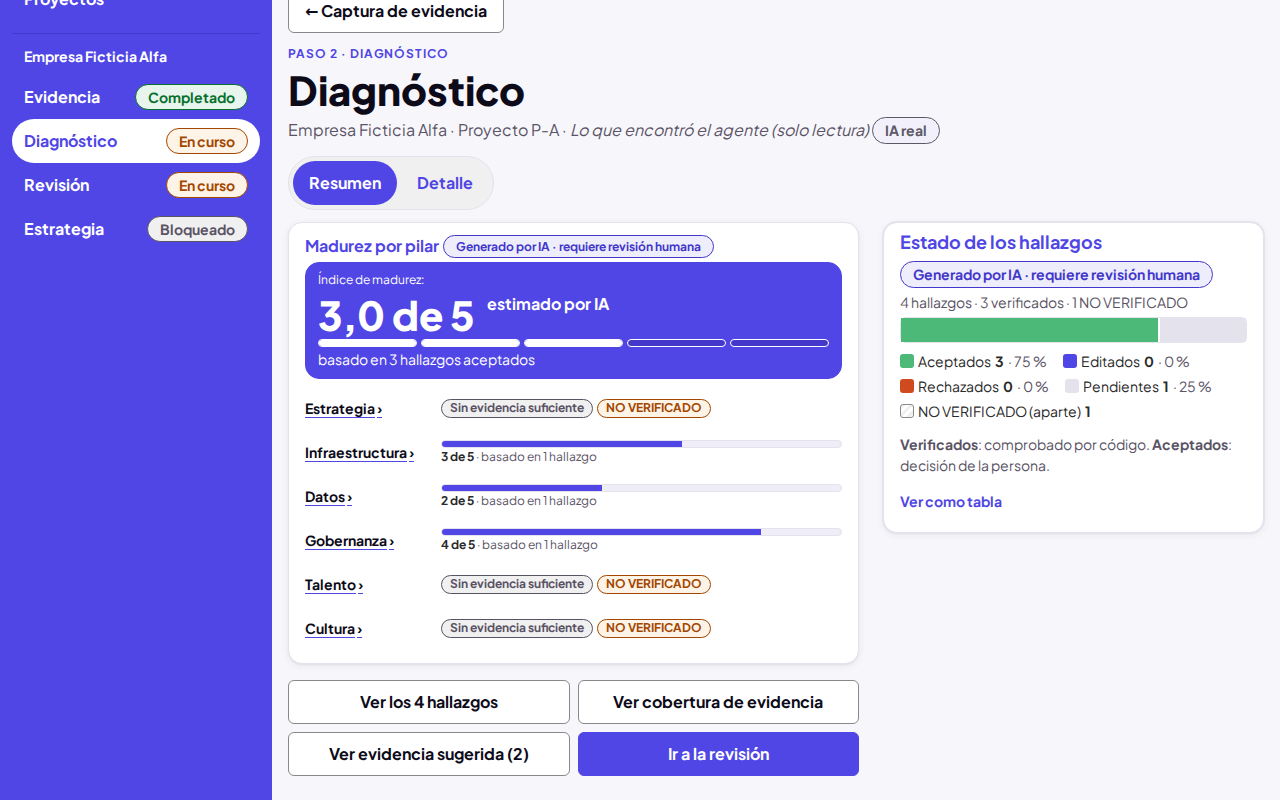 Proyectos
Empresa Ficticia Alfa
Evidencia Completado
Diagnóstico En curso
Revisión En curso
Estrategia Bloqueado
← Captura de evidencia
PASO 2 · DIAGNÓSTICO
Diagnóstico
Empresa Ficticia Alfa · Proyecto P-A · Lo que encontró el agente (solo lectura) IA real
Resumen Detalle
Madurez por pilar Generado por IA · requiere revisión humana
Índice de madurez:
3,0 de 5 estimado por IA
basado en 3 hallazgos aceptados
Estrategia › Sin evidencia suficiente NO VERIFICADO
Infraestructura ›
3 de 5 · basado en 1 hallazgo
Datos ›
2 de 5 · basado en 1 hallazgo
Gobernanza ›
4 de 5 · basado en 1 hallazgo
Talento › Sin evidencia suficiente NO VERIFICADO
Cultura › Sin evidencia suficiente NO VERIFICADO
Ver los 4 hallazgos Ver cobertura de evidencia
Ver evidencia sugerida (2) Ir a la revisión
Estado de los hallazgos
Generado por IA · requiere revisión humana
4 hallazgos · 3 verificados · 1 NO VERIFICADO
Aceptados 3 · 75 % Editados 0 · 0 %
Rechazados 0 · 0 % Pendientes 1 · 25 %
NO VERIFICADO (aparte) 1
Verificados: comprobado por código. Aceptados:
decisión de la persona.
Ver como tabla